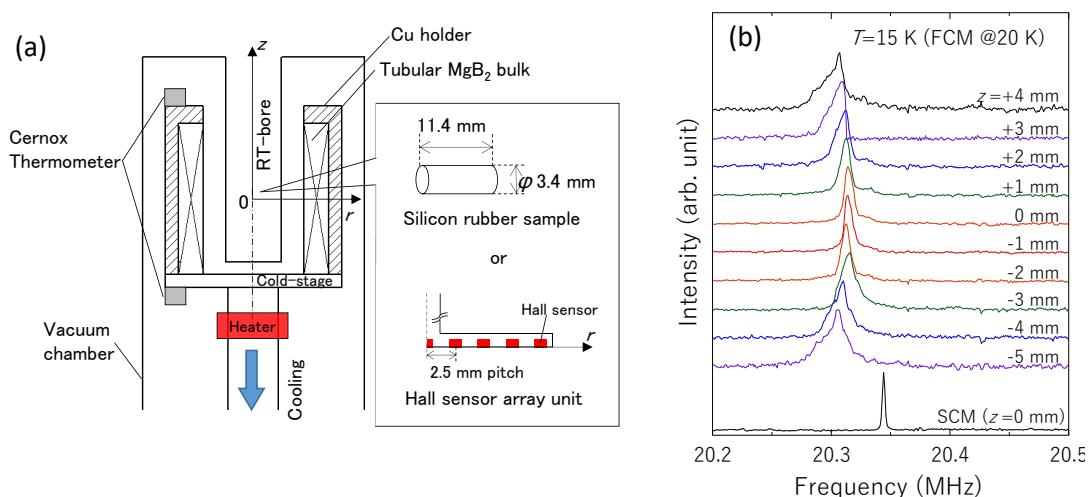 (a)
z
Cu holder
Tubular MgB₂ bulk
Cernox
Thermometer
RT-bore
0
r
11.4 mm
φ 3.4 mm
Silicon rubber sample
or
Cold-stage
Heater
Vacuum
chamber
Cooling
Hall sensor
r
2.5 mm pitch
Hall sensor array unit
(b)
T=15 K (FCM @20 K)
z=+4 mm
+3 mm
+2 mm
+1 mm
0 mm
-1 mm
-2 mm
-3 mm
-4 mm
-5 mm
SCM (z=0 mm)
Intensity (arb. unit)
20.2 20.3 20.4 20.5
Frequency (MHz)